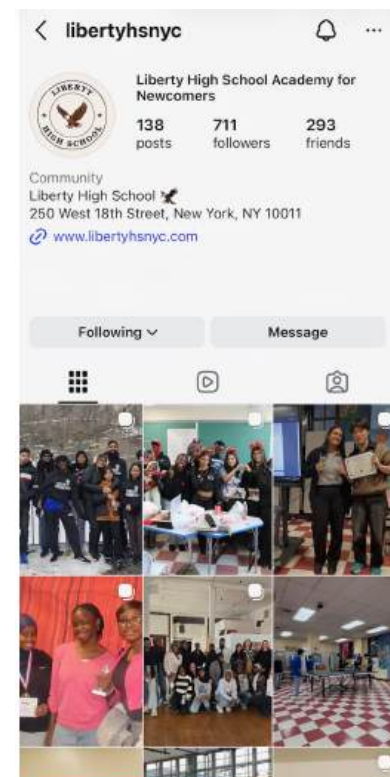 libertyhsnyc
LIBERTY
HIGH SCHOOL
Liberty High School Academy for
Newcomers
138
711
293
posts
followers
friends
Community
Liberty High School
250 West 18th Street, New York, NY 10011
www.libertyhsnyc.com
Following
Message